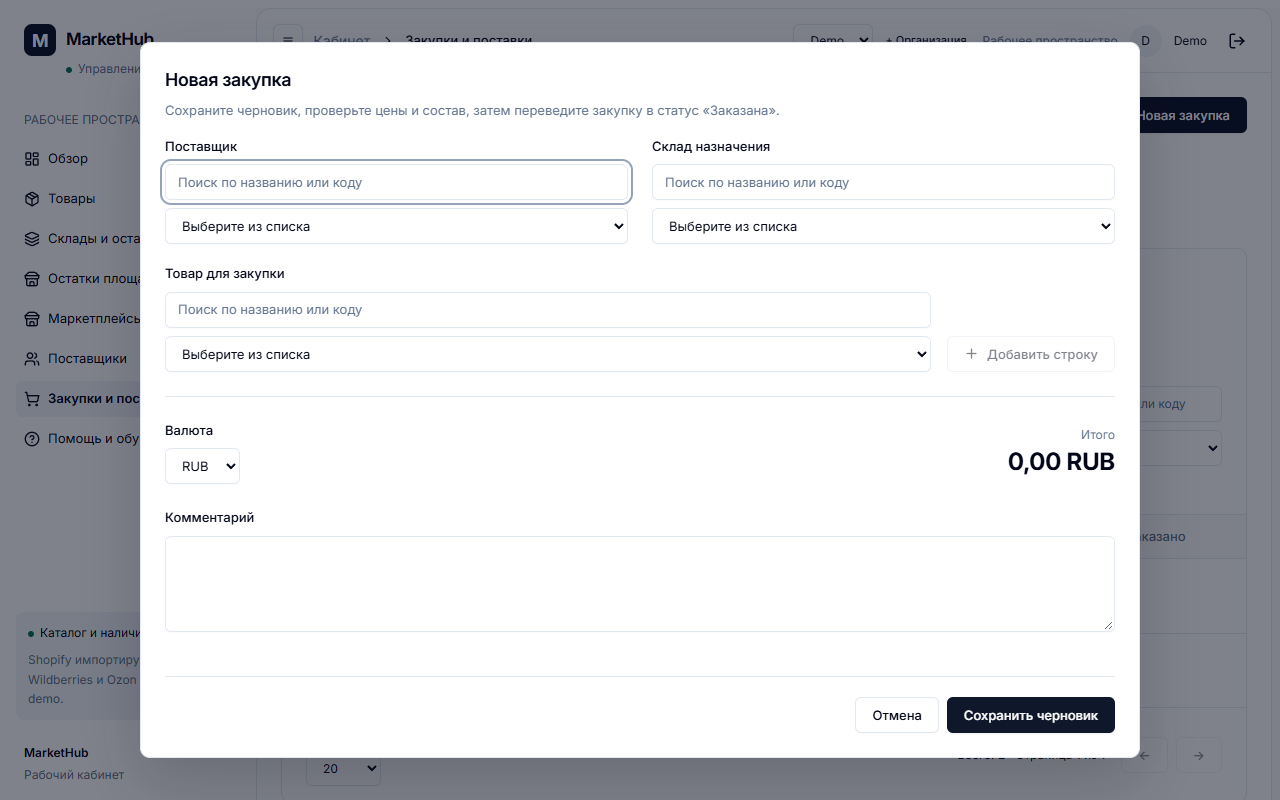 M MarketHub
Управлени
Кабинет > Закупки и поставки
Demo
+ Организация
Рабочее пространство
D
Demo
РАБОЧЕЕ ПРОСТРА
Обзор
Товары
Склады и оста
Остатки площа
Маркетплейсы
Поставщики
Закупки и пос
Помощь и обу
Каталог и наличи
Shopify импортиру
Wildberries и Ozon
demo.
MarketHub
Рабочий кабинет
Новая закупка
Новая закупка
Сохраните черновик, проверьте цены и состав, затем переведите закупку в статус «Заказана».
Поставщик
Склад назначения
Поиск по названию или коду
Поиск по названию или коду
Выберите из списка
Выберите из списка
Товар для закупки
Поиск по названию или коду
Выберите из списка
+ Добавить строку
Валюта
Итого
RUB
0,00 RUB
Комментарий
Отмена
Сохранить черновик
ли коду
казано
20